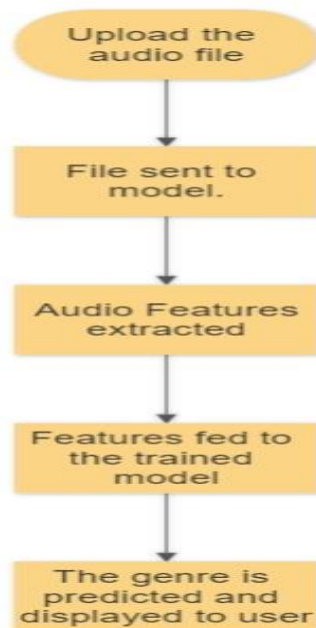 Upload the
audio file
File sent to
model.
Audio Features
extracted
Features fed to
the trained
model
The genre is
predicted and
displayed to user